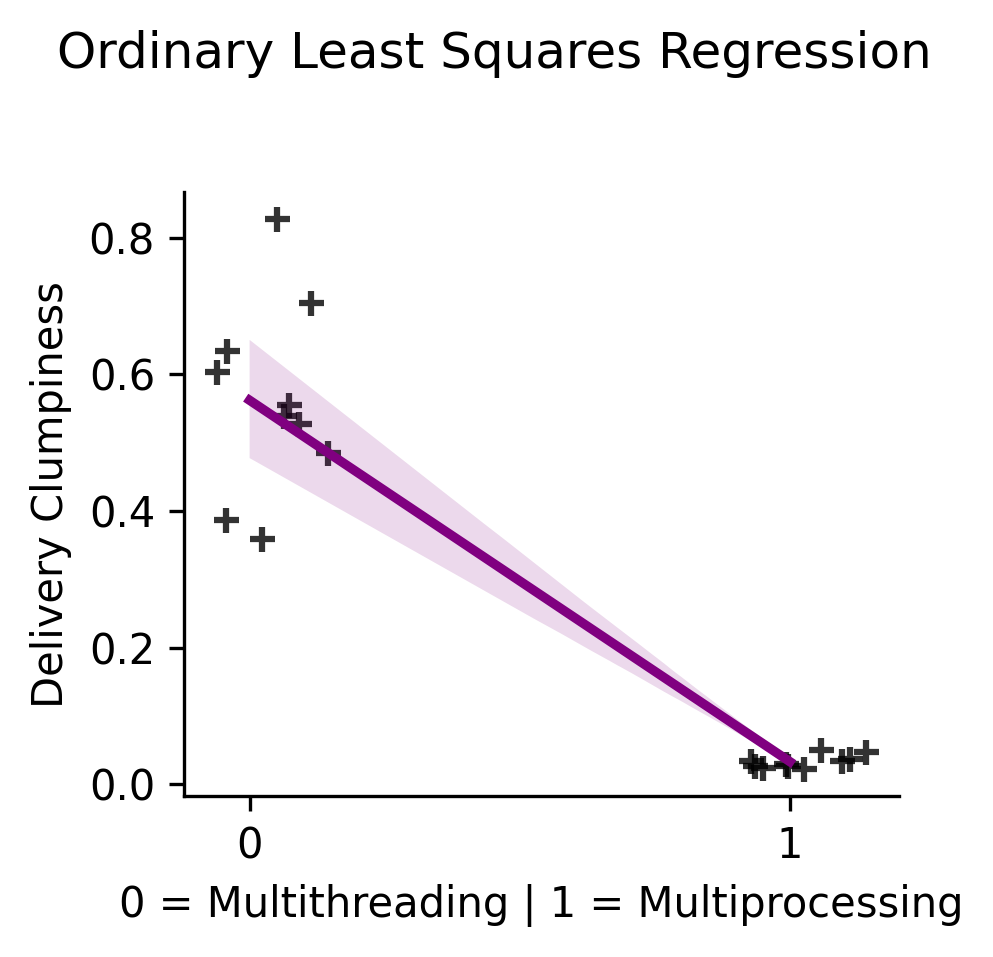 Ordinary Least Squares Regression
Delivery Clumpiness
0.8
0.6
0.4
0.2
0.0
0 1
0 = Multithreading | 1 = Multiprocessing